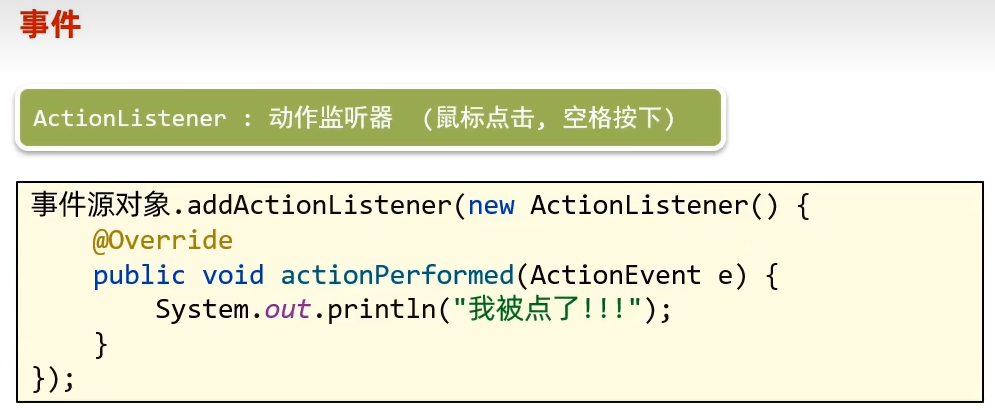 事件
ActionListener : 动作监听器 (鼠标点击, 空格按下)
事件源对象.addActionListener(new ActionListener() {
    @Override
    public void actionPerformed(ActionEvent e) {
        System.out.println("我被点了!!!");
    }
});